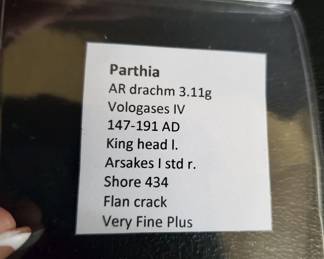 Parthia
AR drachm 3.11g
Vologases IV
147-191 AD
King head l.
Arsakes I std r.
Shore 434
Flan crack
Very Fine Plus